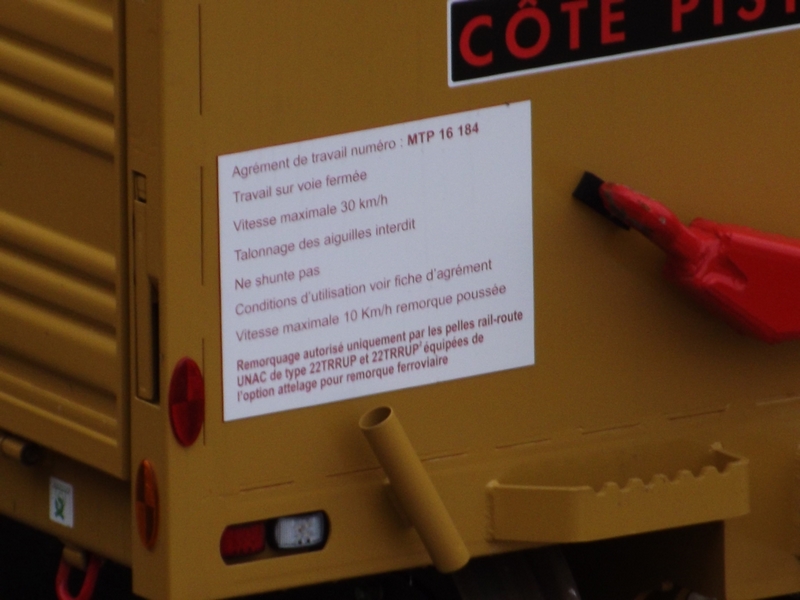 CÔTE
Agrément de travail numéro : MTP 16 184
Travail sur voie fermée
Vitesse maximale 30 km/h
Talonnage des aiguilles interdit
Ne shunte pas
Conditions d'utilisation voir fiche d'agrément
Vitesse maximale 10 Km/h remorque poussée
Remorquage autorisé uniquement par les pelles rail-route
UNAC de type 22TRRUP et 22TRRUP² équipées de
l'option attelage pour remorque ferroviaire